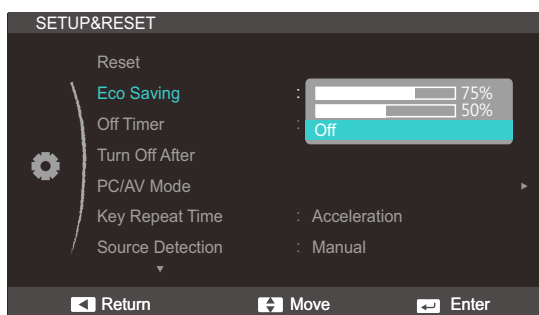 SETUP&RESET
Reset
Eco Saving : 75%
50%
Off Timer : Off
Turn Off After
PC/AV Mode
Key Repeat Time : Acceleration
Source Detection : Manual
Return Move Enter